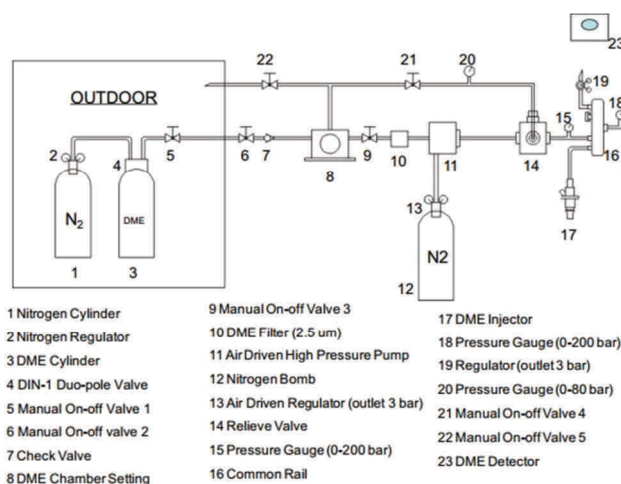 22
21
20
23
OUTDOOR
19
15
18
2
4
5
6
7
9
10
11
14
16
8
N2
DME
13
17
N2
12
1
3
1 Nitrogen Cylinder
2 Nitrogen Regulator
3 DME Cylinder
4 DIN-1 Duo-pole Valve
5 Manual On-off Valve 1
6 Manual On-off valve 2
7 Check Valve
8 DME Chamber Setting
9 Manual On-off Valve 3
10 DME Filter (2.5 um)
11 Air Driven High Pressure Pump
12 Nitrogen Bomb
13 Air Driven Regulator (outlet 3 bar)
14 Relieve Valve
15 Pressure Gauge (0-200 bar)
16 Common Rail
17 DME Injector
18 Pressure Gauge (0-200 bar)
19 Regulator (outlet 3 bar)
20 Pressure Gauge (0-80 bar)
21 Manual On-off Valve 4
22 Manual On-off Valve 5
23 DME Detector